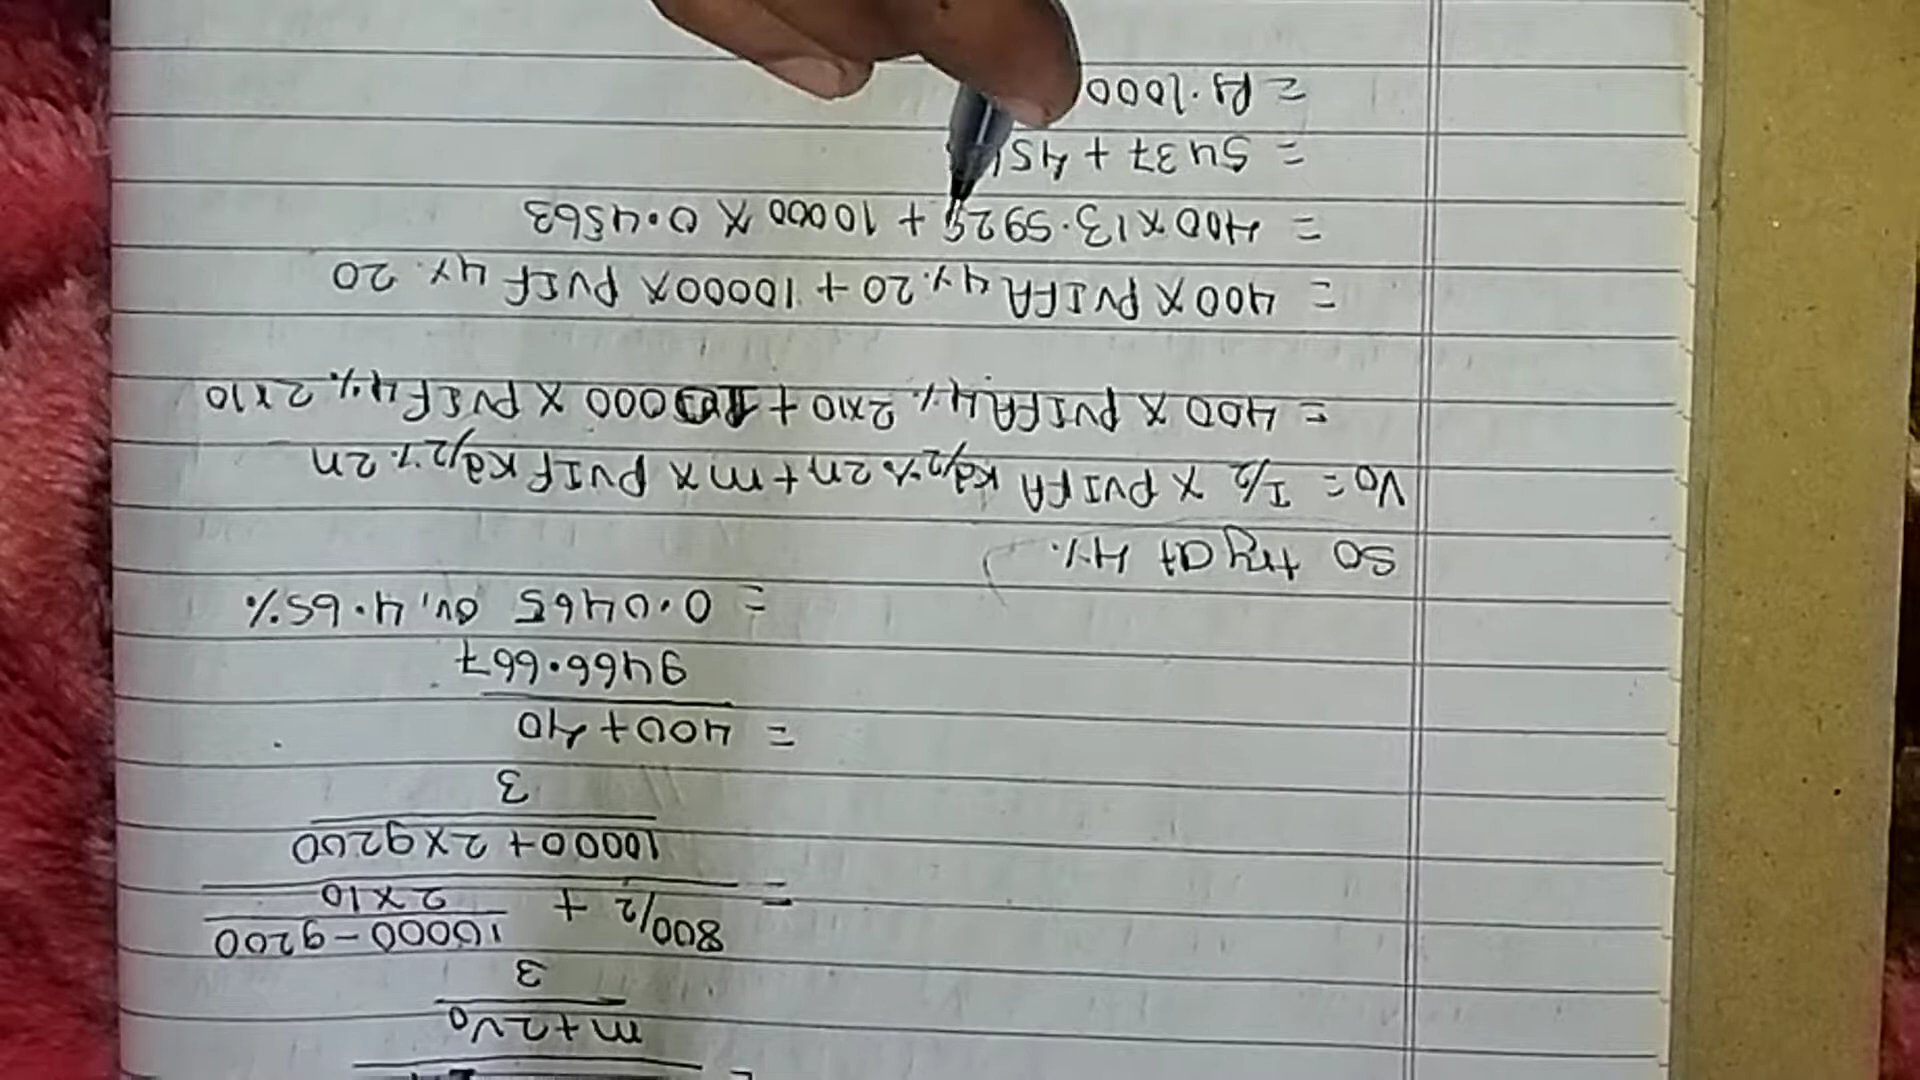 m+2V₀
3
800/2 + 10000-9200
2×10
=
10000+2×9200
3
= 400+40
9466.667
= 0.0465 or, 4.65%
So try at 4%.
V₀= I/2 × PVIFA kd/2% 2n + m× PVIF kd/2% 2n
= 400 × PVIFA 4% 2×10 + 10000 × PVIF 4% 2×10
= 400× PVIFA 4% 20 + 10000× PVIF 4% 20
= 400×13.5925 + 10000 × 0.4563
= 5437 + 45
= Rs.1000